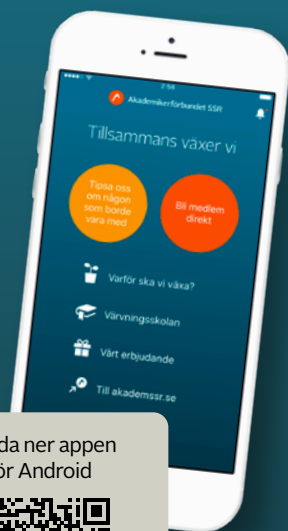 2:58
Akademikerförbundet SSR
Tillsammans växer vi
Tipsa oss
om någon
som borde
vara med
Bli medlem
direkt
Varför ska vi växa?
Värvningsskolan
Vårt erbjudande
Till akademssr.se
da ner appen
ör Android